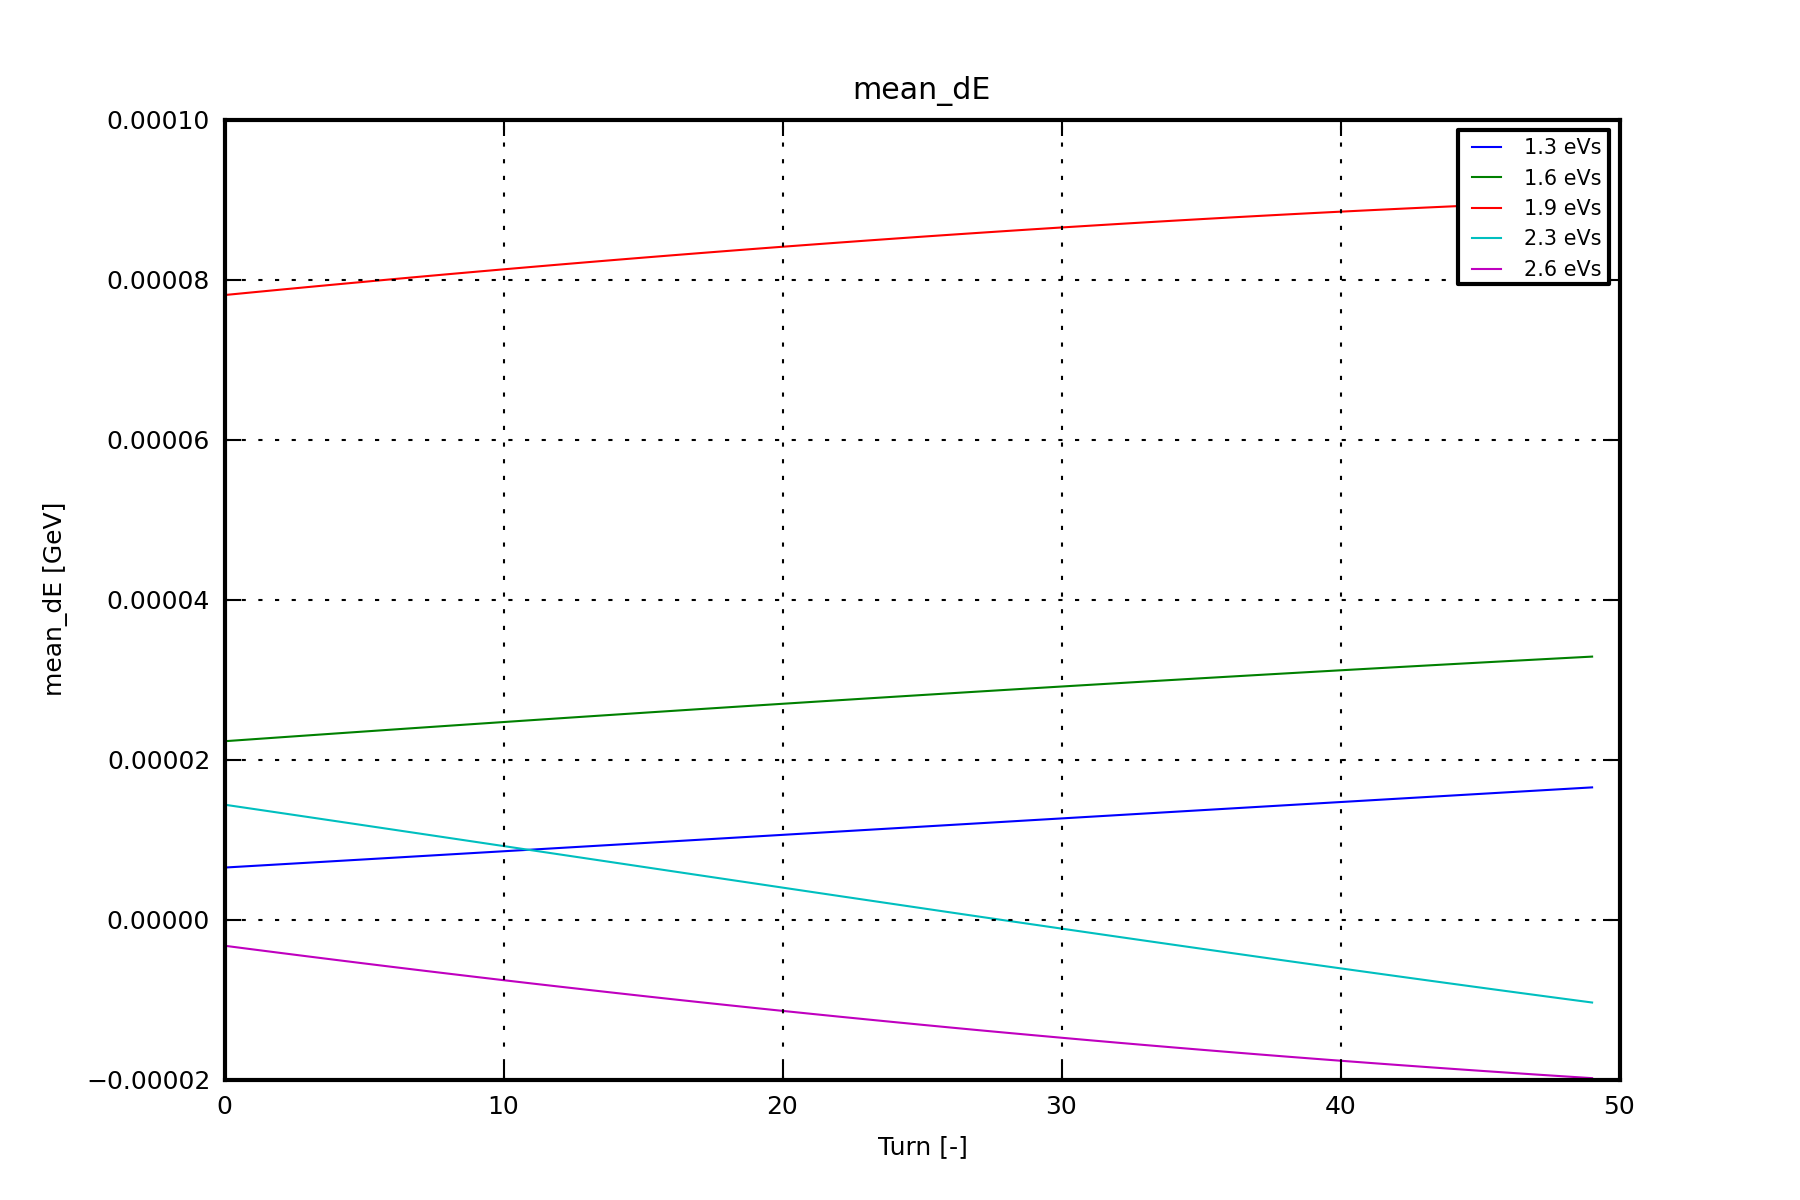 mean_dE
0.00010
0.00008
0.00006
0.00004
0.00002
0.00000
−0.00002
mean_dE [GeV]
1.3 eVs
1.6 eVs
1.9 eVs
2.3 eVs
2.6 eVs
0 10 20 30 40 50
Turn [-]